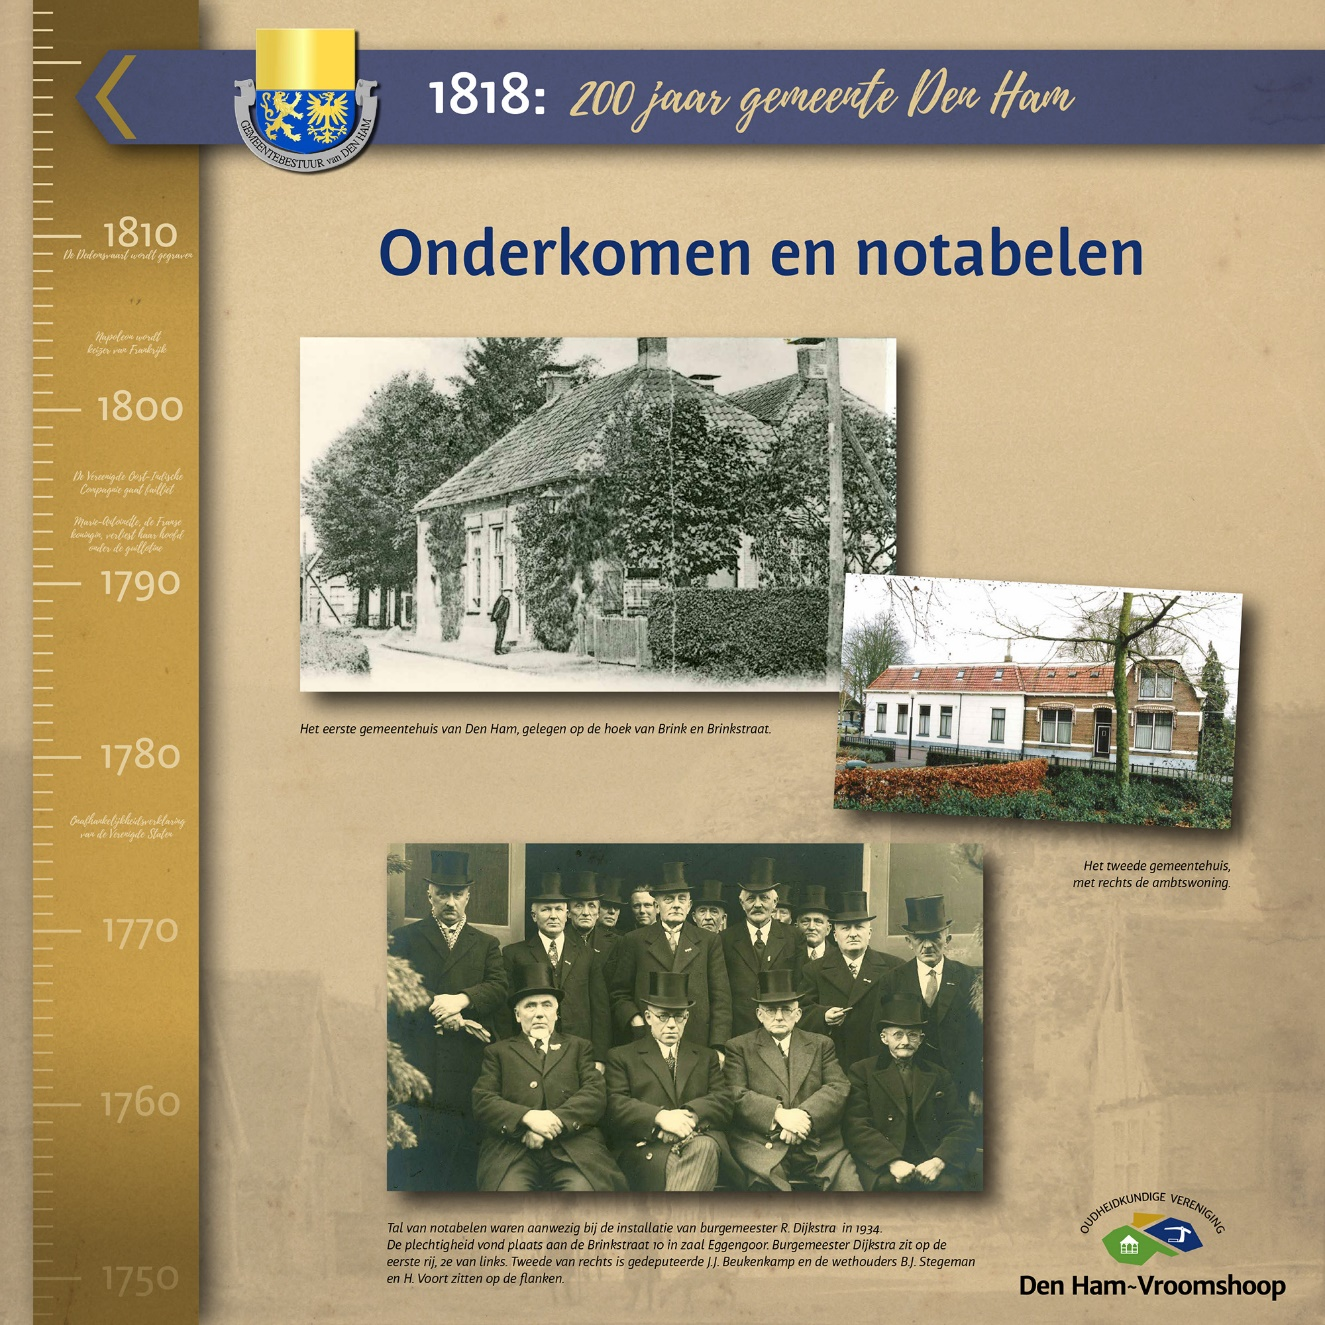 1818: 200 jaar gemeente Den Ham
GEMEENTEBESTUUR van DEN HAM
Onderkomen en notabelen
1810
De Dedemsvaart wordt gegraven
Napoleon wordt
keizer van Frankrijk
1800
De Vereenigde Oost-Indische
Compagnie gaat failliet
Marie-Antoinette, de Franse
koningin, verliest haar hoofd
onder de guillotine
1790
1780
Onafhankelijkheidsverklaring
van de Verenigde Staten
1770
1760
1750
Het eerste gemeentehuis van Den Ham, gelegen op de hoek van Brink en Brinkstraat.
Het tweede gemeentehuis,
met rechts de ambtswoning.
Tal van notabelen waren aanwezig bij de installatie van burgemeester R. Dijkstra in 1934.
De plechtigheid vond plaats aan de Brinkstraat 10 in zaal Eggengoor. Burgemeester Dijkstra zit op de
eerste rij, 2e van links. Tweede van rechts is gedeputeerde J.J. Beukenkamp en de wethouders B.J. Stegeman
en H. Voort zitten op de flanken.
OUDHEIDKUNDIGE VERENIGING
Den Ham~Vroomshoop